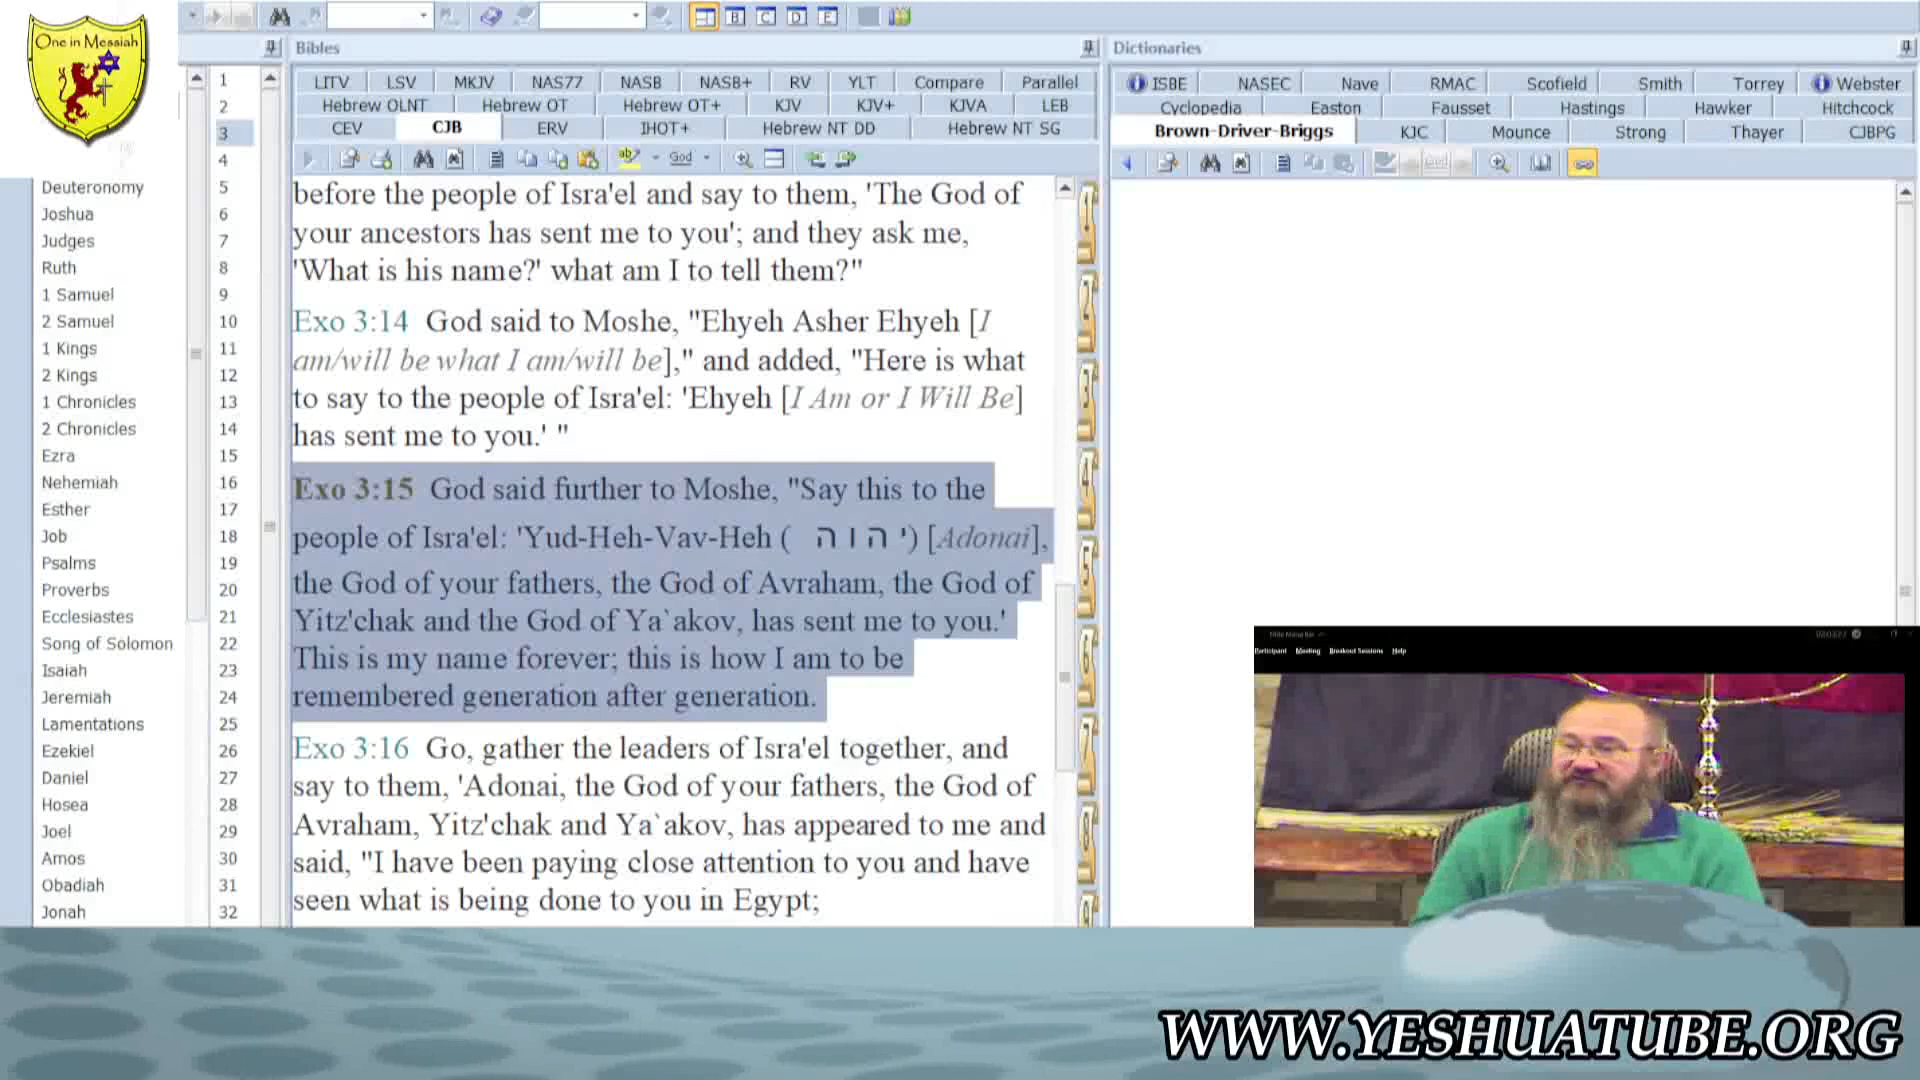 One in Messiah
B
C
D
E
Bibles
LITV LSV MKJV NAS77 NASB NASB+ RV YLT Compare Parallel
Hebrew OLNT Hebrew OT Hebrew OT+ KJV KJV+ KJVA LEB
CEV CJB ERV IHOT+ Hebrew NT DD Hebrew NT SG
God
before the people of Isra'el and say to them, 'The God of
your ancestors has sent me to you'; and they ask me,
'What is his name?' what am I to tell them?"
Exo 3:14 God said to Moshe, "Ehyeh Asher Ehyeh [I
am/will be what I am/will be]," and added, "Here is what
to say to the people of Isra'el: 'Ehyeh [I Am or I Will Be]
has sent me to you.' "
Exo 3:15 God said further to Moshe, "Say this to the
people of Isra'el: 'Yud-Heh-Vav-Heh ( י ה ו ה) [Adonai],
the God of your fathers, the God of Avraham, the God of
Yitz'chak and the God of Ya`akov, has sent me to you.'
This is my name forever; this is how I am to be
remembered generation after generation.
Exo 3:16 Go, gather the leaders of Isra'el together, and
say to them, 'Adonai, the God of your fathers, the God of
Avraham, Yitz'chak and Ya`akov, has appeared to me and
said, "I have been paying close attention to you and have
seen what is being done to you in Egypt;
Dictionaries
ISBE NASEC Nave RMAC Scofield Smith Torrey Webster
Cyclopedia Easton Fausset Hastings Hawker Hitchcock
Brown-Driver-Briggs KJC Mounce Strong Thayer CJBPG
Deuteronomy
Joshua
Judges
Ruth
1 Samuel
2 Samuel
1 Kings
2 Kings
1 Chronicles
2 Chronicles
Ezra
Nehemiah
Esther
Job
Psalms
Proverbs
Ecclesiastes
Song of Solomon
Isaiah
Jeremiah
Lamentations
Ezekiel
Daniel
Hosea
Joel
Amos
Obadiah
Jonah
1
2
3
4
5
6
7
8
9
10
11
12
13
14
15
16
17
18
19
20
21
22
23
24
25
26
27
28
29
30
31
32
1
2
3
4
5
6
7
8
9
Participant Meeting Breakout Sessions Help
WWW.YESHUATUBE.ORG